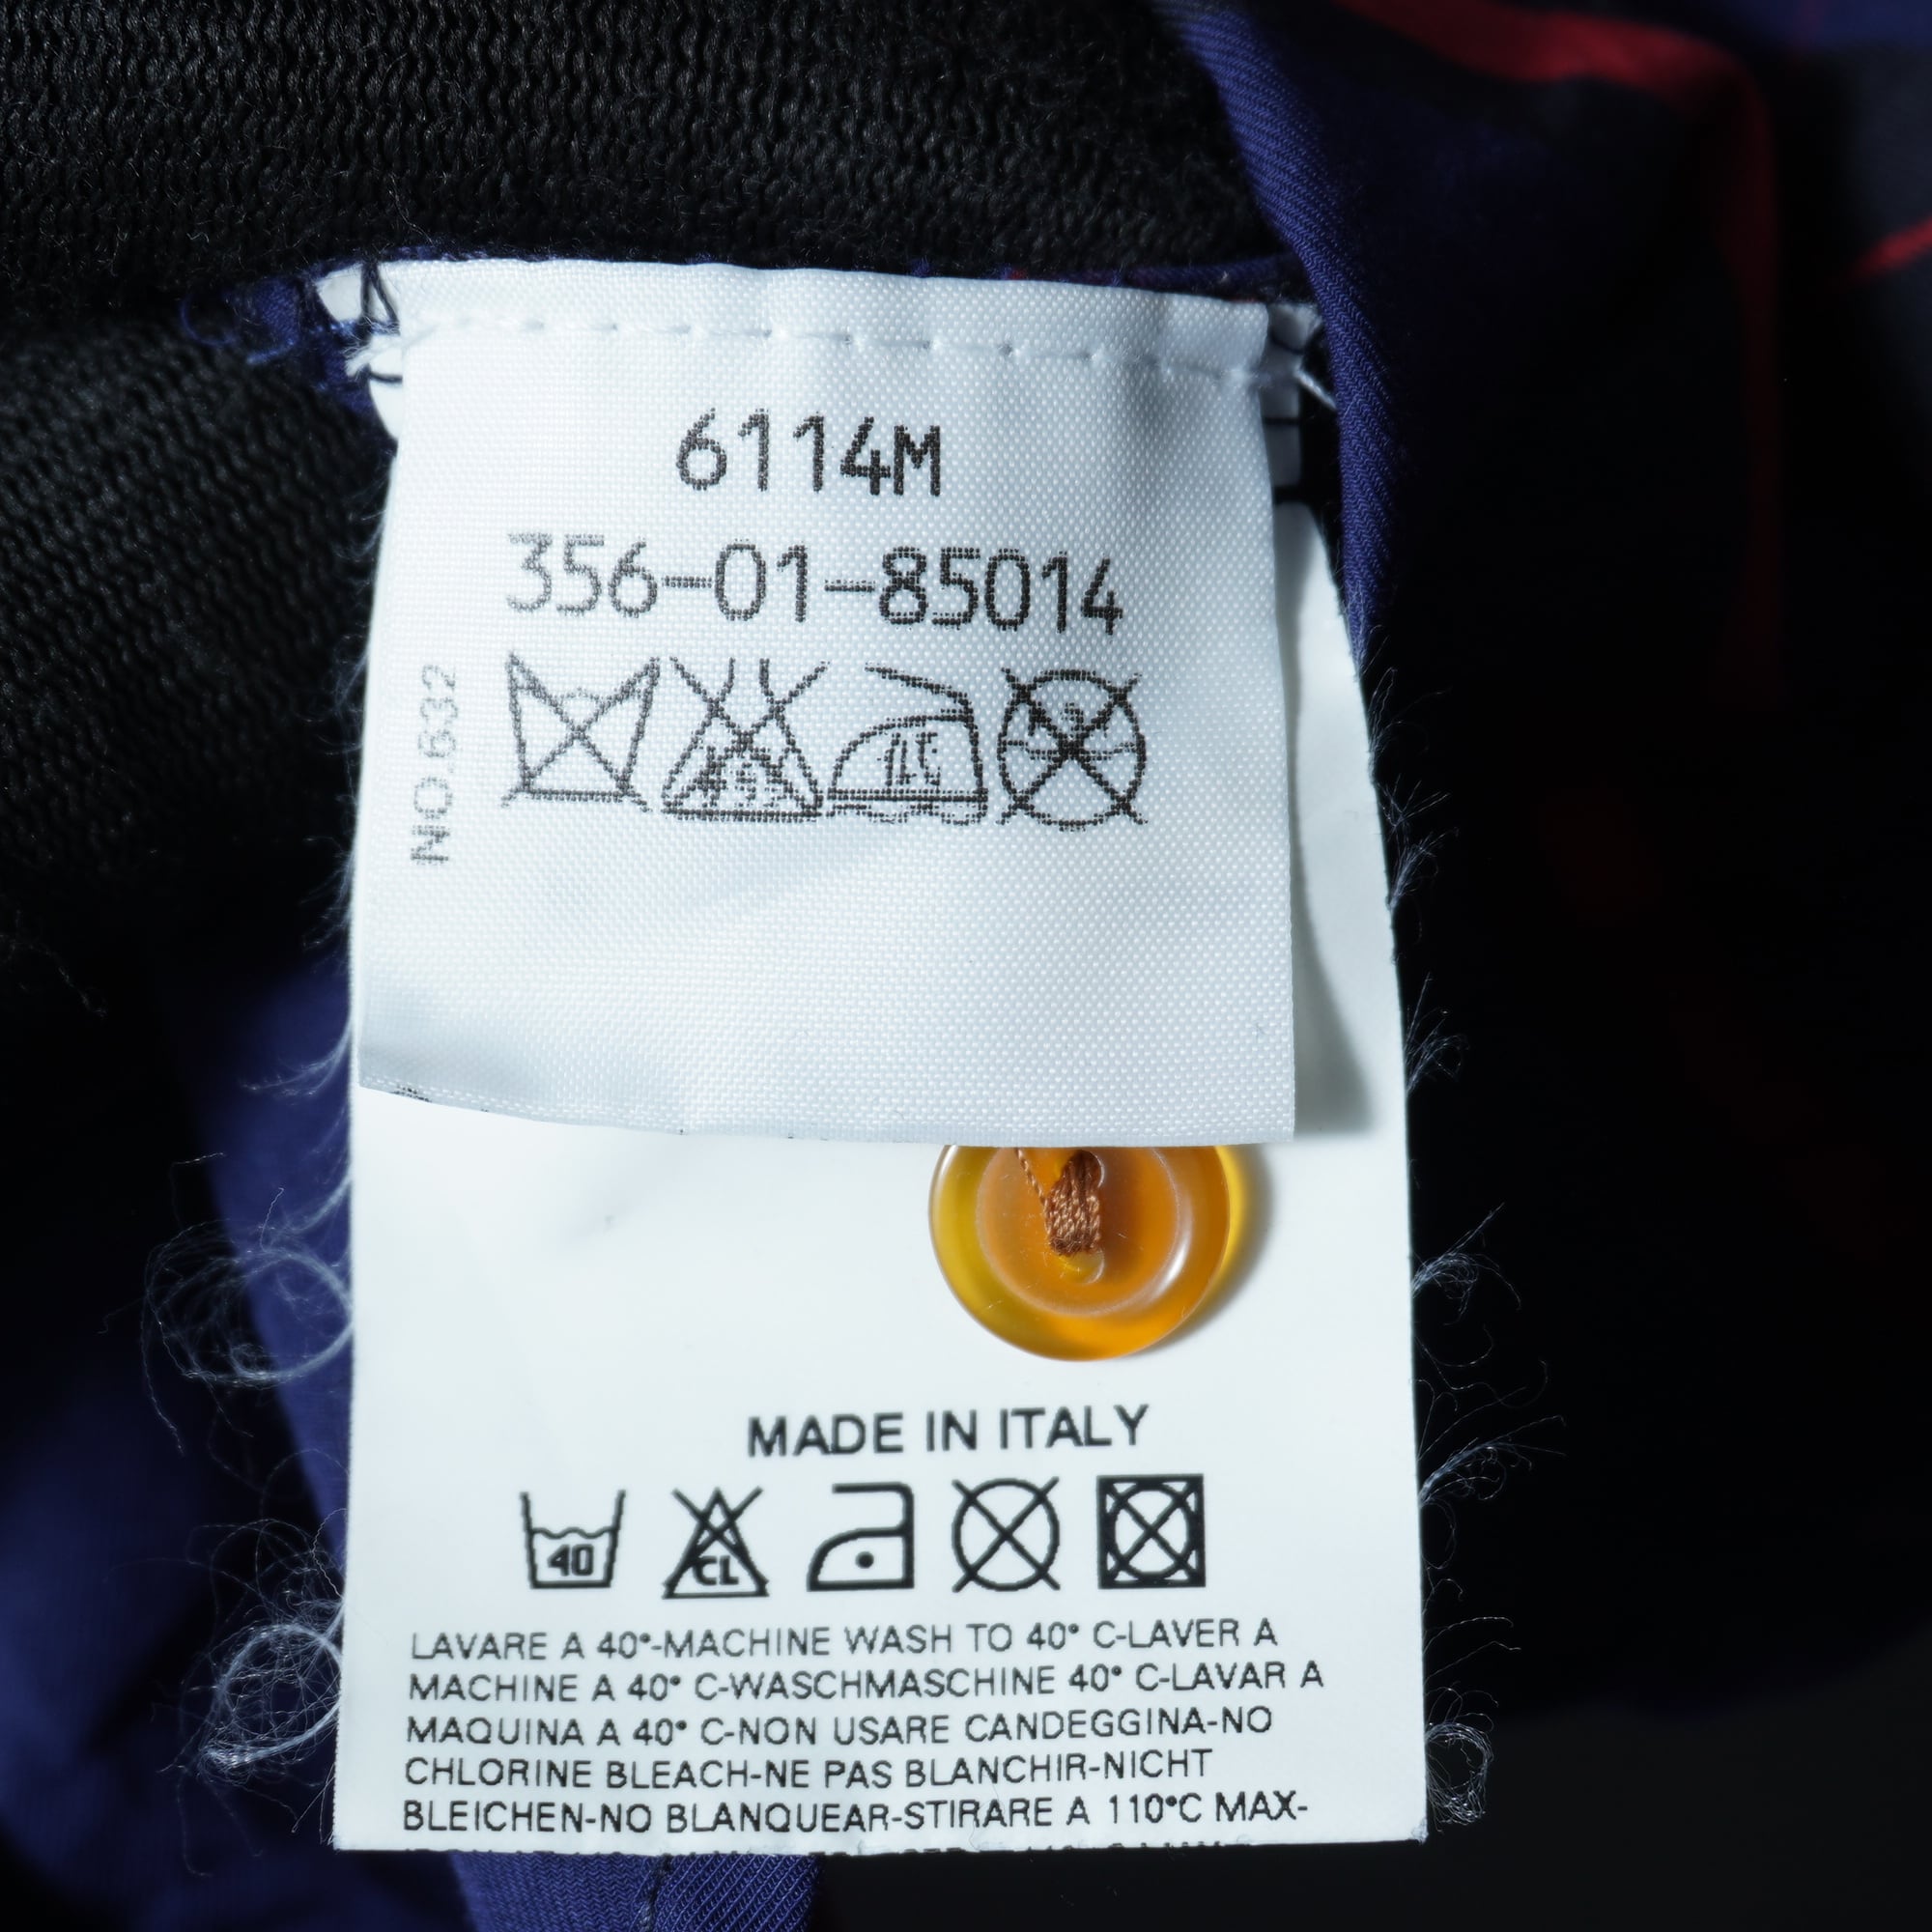 6114M
356-01-85014
NO.632
MADE IN ITALY
40
CL
LAVARE A 40°-MACHINE WASH TO 40° C-LAVER A
MACHINE A 40° C-WASCHMASCHINE 40° C-LAVAR A
MAQUINA A 40° C-NON USARE CANDEGGINA-NO
CHLORINE BLEACH-NE PAS BLANCHIR-NICHT
BLEICHEN-NO BLANQUEAR-STIRARE A 110°C MAX-